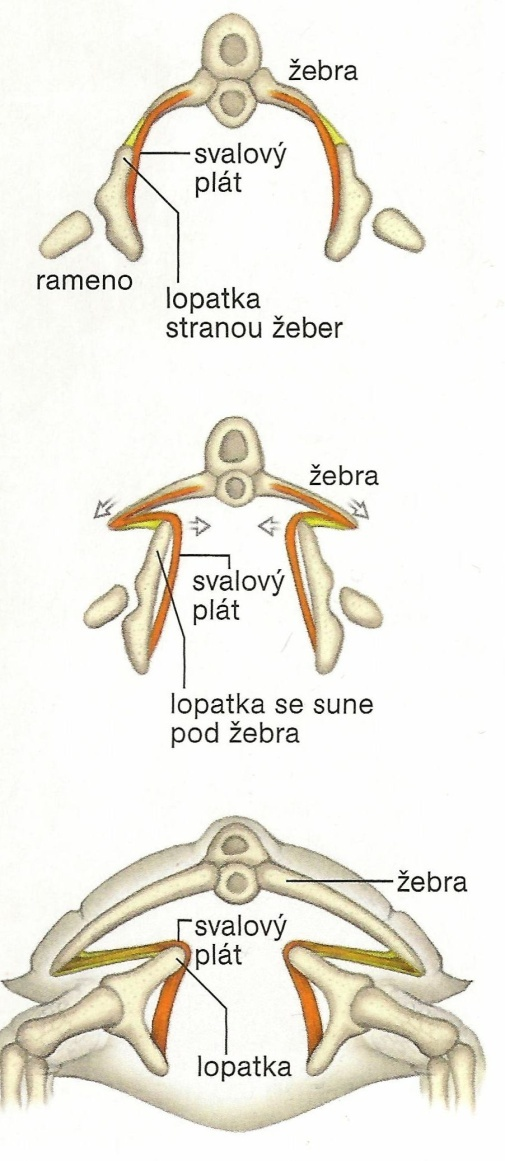 žebra
svalový
plát
rameno
lopatka
stranou žeber
žebra
svalový
plát
lopatka se sune
pod žebra
žebra
svalový
plát
lopatka